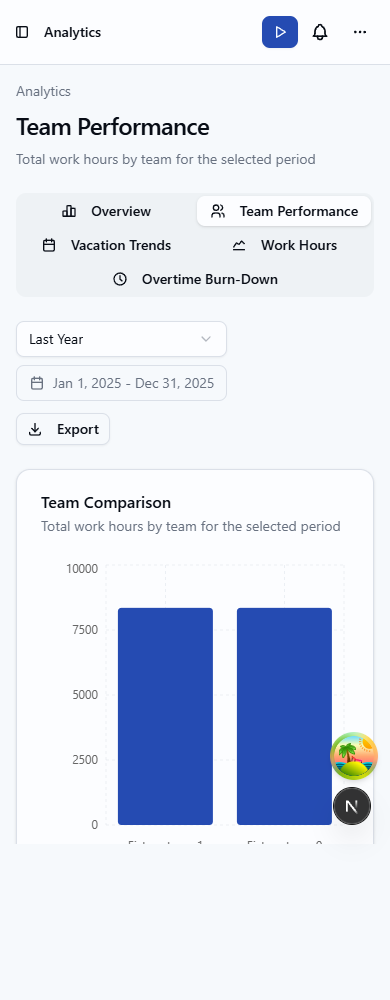 Analytics
Analytics
Team Performance
Total work hours by team for the selected period
Overview
Team Performance
Vacation Trends
Work Hours
Overtime Burn-Down
Last Year
Jan 1, 2025 - Dec 31, 2025
Export
Team Comparison
Total work hours by team for the selected period
10000
7500
5000
2500
0
N